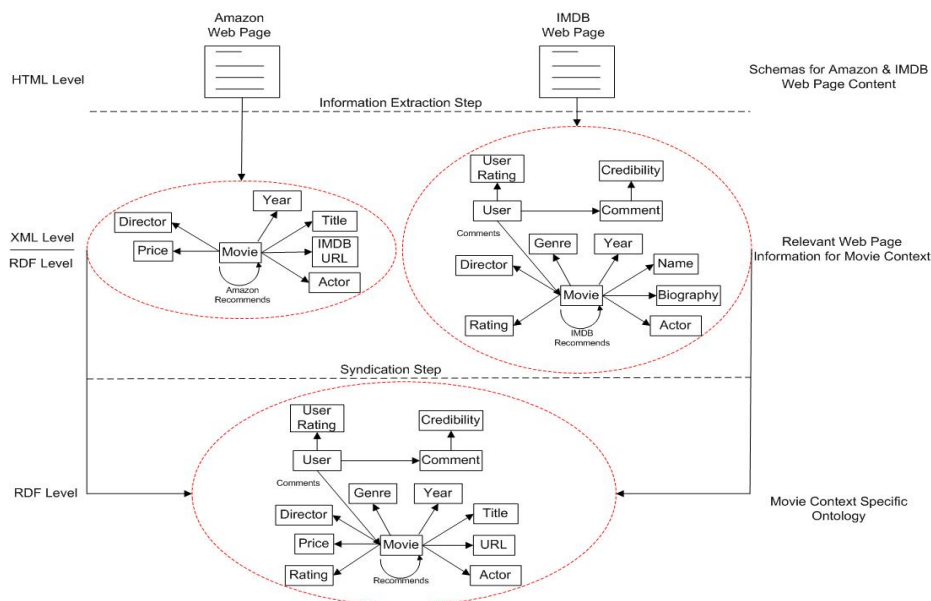 Amazon
Web Page
IMDB
Web Page
HTML Level
Schemas for Amazon & IMDB
Web Page Content
Information Extraction Step
User
Rating
Credibility
User
Comment
Comments
Year
Director
Title
Price
Movie
IMDB
URL
Actor
Amazon
Recommends
Genre
Year
Director
Name
Movie
Biography
Rating
Actor
IMDB
Recommends
XML Level
RDF Level
Relevant Web Page
Information for Movie Context
Syndication Step
User
Rating
Credibility
User
Comment
Comments
Genre
Year
Director
Title
Price
Movie
URL
Rating
Actor
Recommends
RDF Level
Movie Context Specific
Ontology